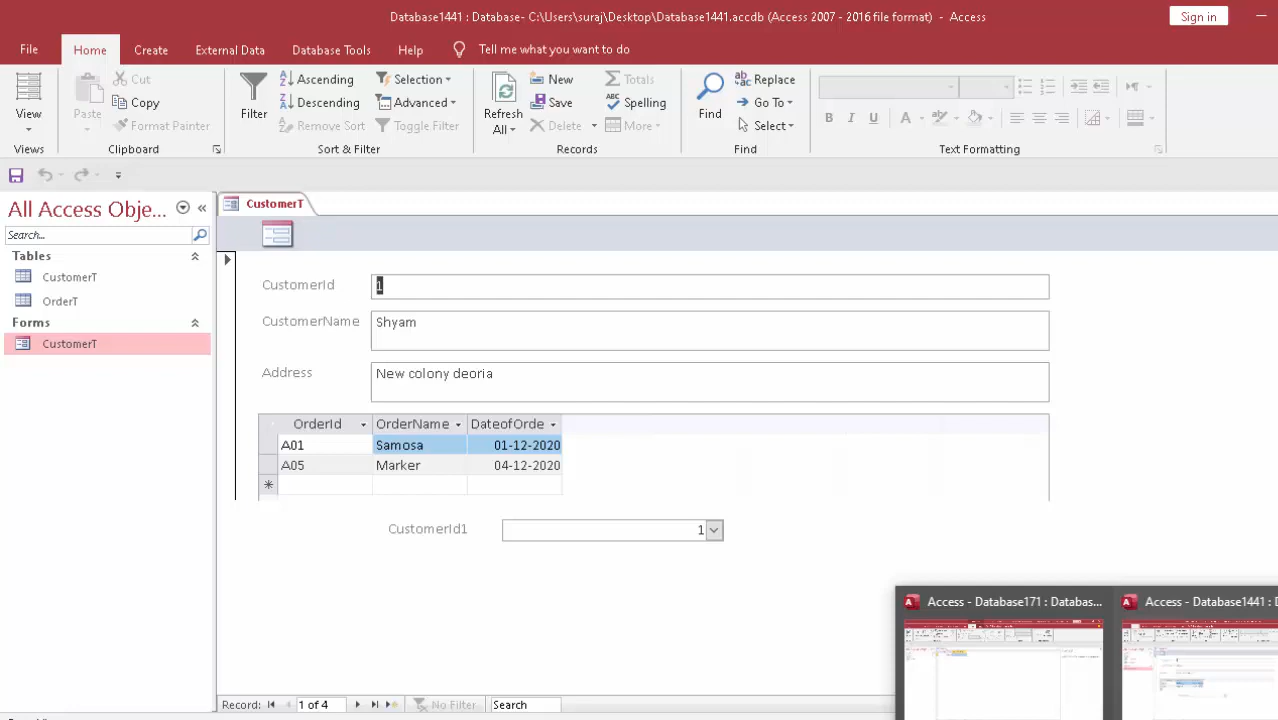 Database1441 : Database- C:\Users\suraj\Desktop\Database1441.accdb (Access 2007 - 2016 file format) - Access
Sign in
File Home Create External Data Database Tools Help Tell me what you want to do
View
Views
Paste
Cut
Copy
Format Painter
Clipboard
Filter
Ascending
Descending
Remove Sort
Selection
Advanced
Toggle Filter
Sort & Filter
Refresh
All
New
Save
Delete
Totals
Spelling
More
Records
Find
Replace
Go To
Select
Find
B I U A
Text Formatting
All Access Obje...
Search...
Tables
CustomerT
OrderT
Forms
CustomerT
CustomerT
CustomerId 1
CustomerName Shyam
Address New colony deoria
OrderId OrderName DateofOrde
A01 Samosa 01-12-2020
A05 Marker 04-12-2020
CustomerId1 1
Access - Database171 : Databas...
Access - Database1441 : D
Record: 1 of 4 No Filter Search